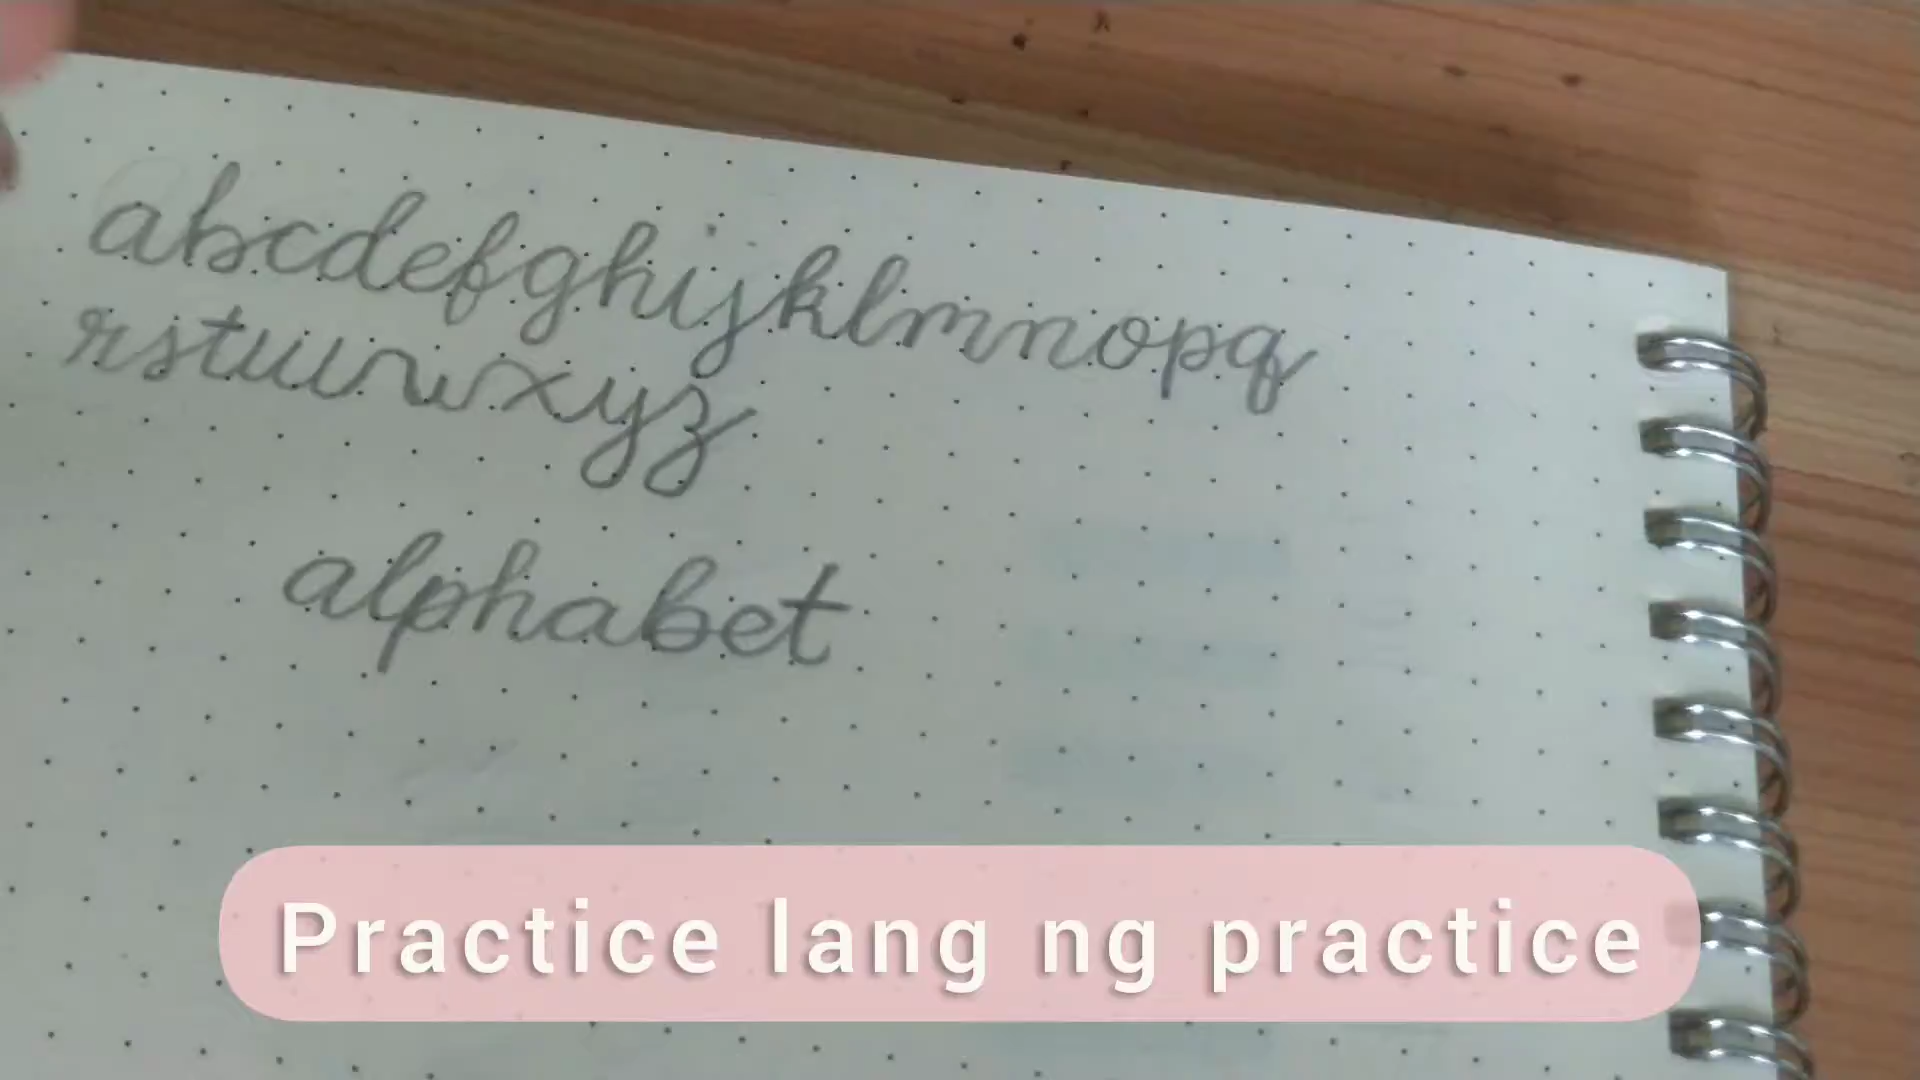 abcdefghijklmnopq
rstuvwxyz
alphabet
Practice lang ng practice